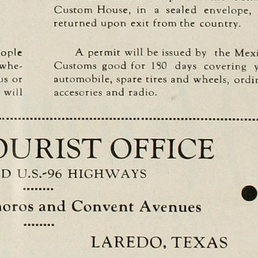 Custom House, in a sealed envelope,
returned upon exit from the country.
ople
whe-
us or
will
A permit will be issued by the Mexi
Customs good for 180 days covering y
automobile, spare tires and wheels, ordin
accesories and radio.
OURIST OFFICE
D U.S.-96 HIGHWAYS
oros and Convent Avenues
LAREDO, TEXAS